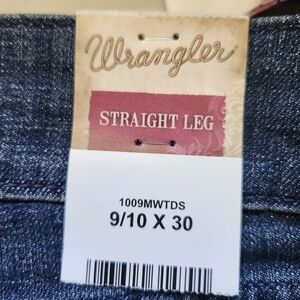 Wrangler
STRAIGHT LEG
1009MWTDS
9/10 X 30